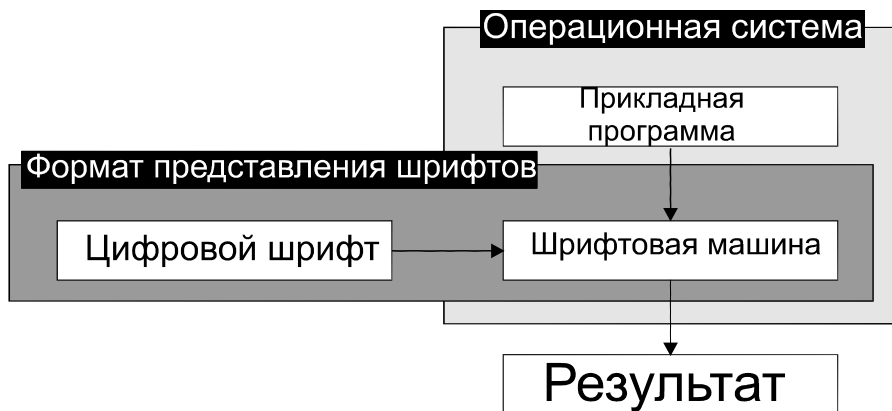 Операционная система
Прикладная
программа
Формат представления шрифтов
Цифровой шрифт
Шрифтовая машина
Результат